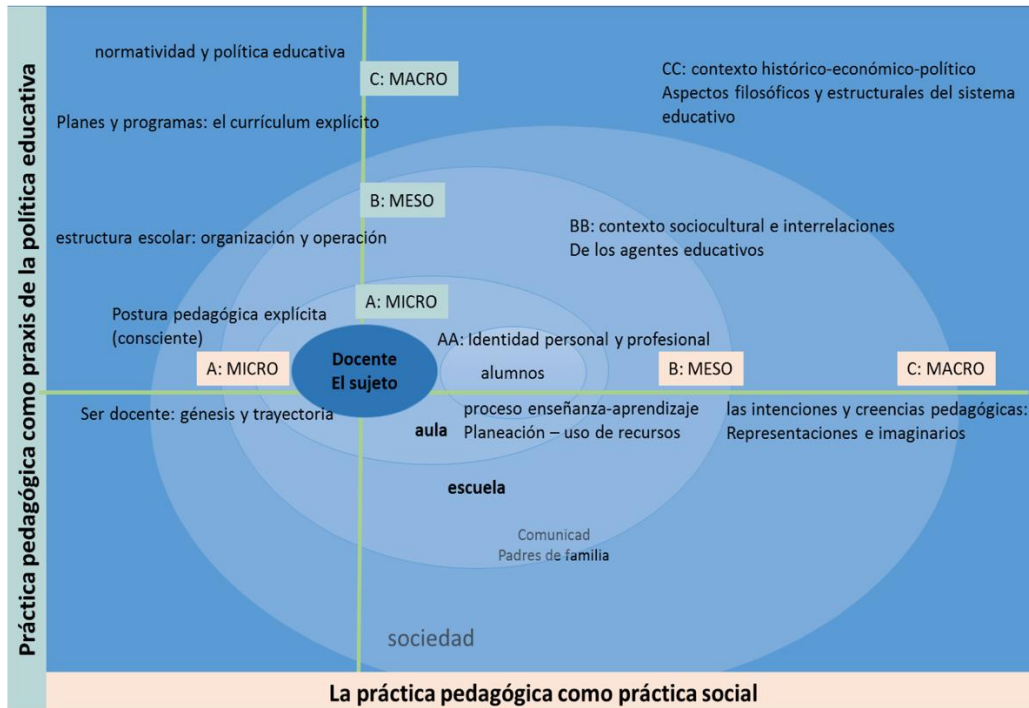 Práctica pedagógica como praxis de la política educativa
normatividad y política educativa
C: MACRO
CC: contexto histórico-económico-político
Aspectos filosóficos y estructurales del sistema
educativo
Planes y programas: el currículum explícito
B: MESO
estructura escolar: organización y operación
BB: contexto sociocultural e interrelaciones
De los agentes educativos
A: MICRO
Postura pedagógica explícita
(consciente)
A: MICRO
Docente
El sujeto
AA: Identidad personal y profesional
alumnos
B: MESO
C: MACRO
Ser docente: génesis y trayectoria
aula
proceso enseñanza-aprendizaje
Planeación – uso de recursos
las intenciones y creencias pedagógicas:
Representaciones e imaginarios
escuela
Comunicad
Padres de familia
sociedad
La práctica pedagógica como práctica social